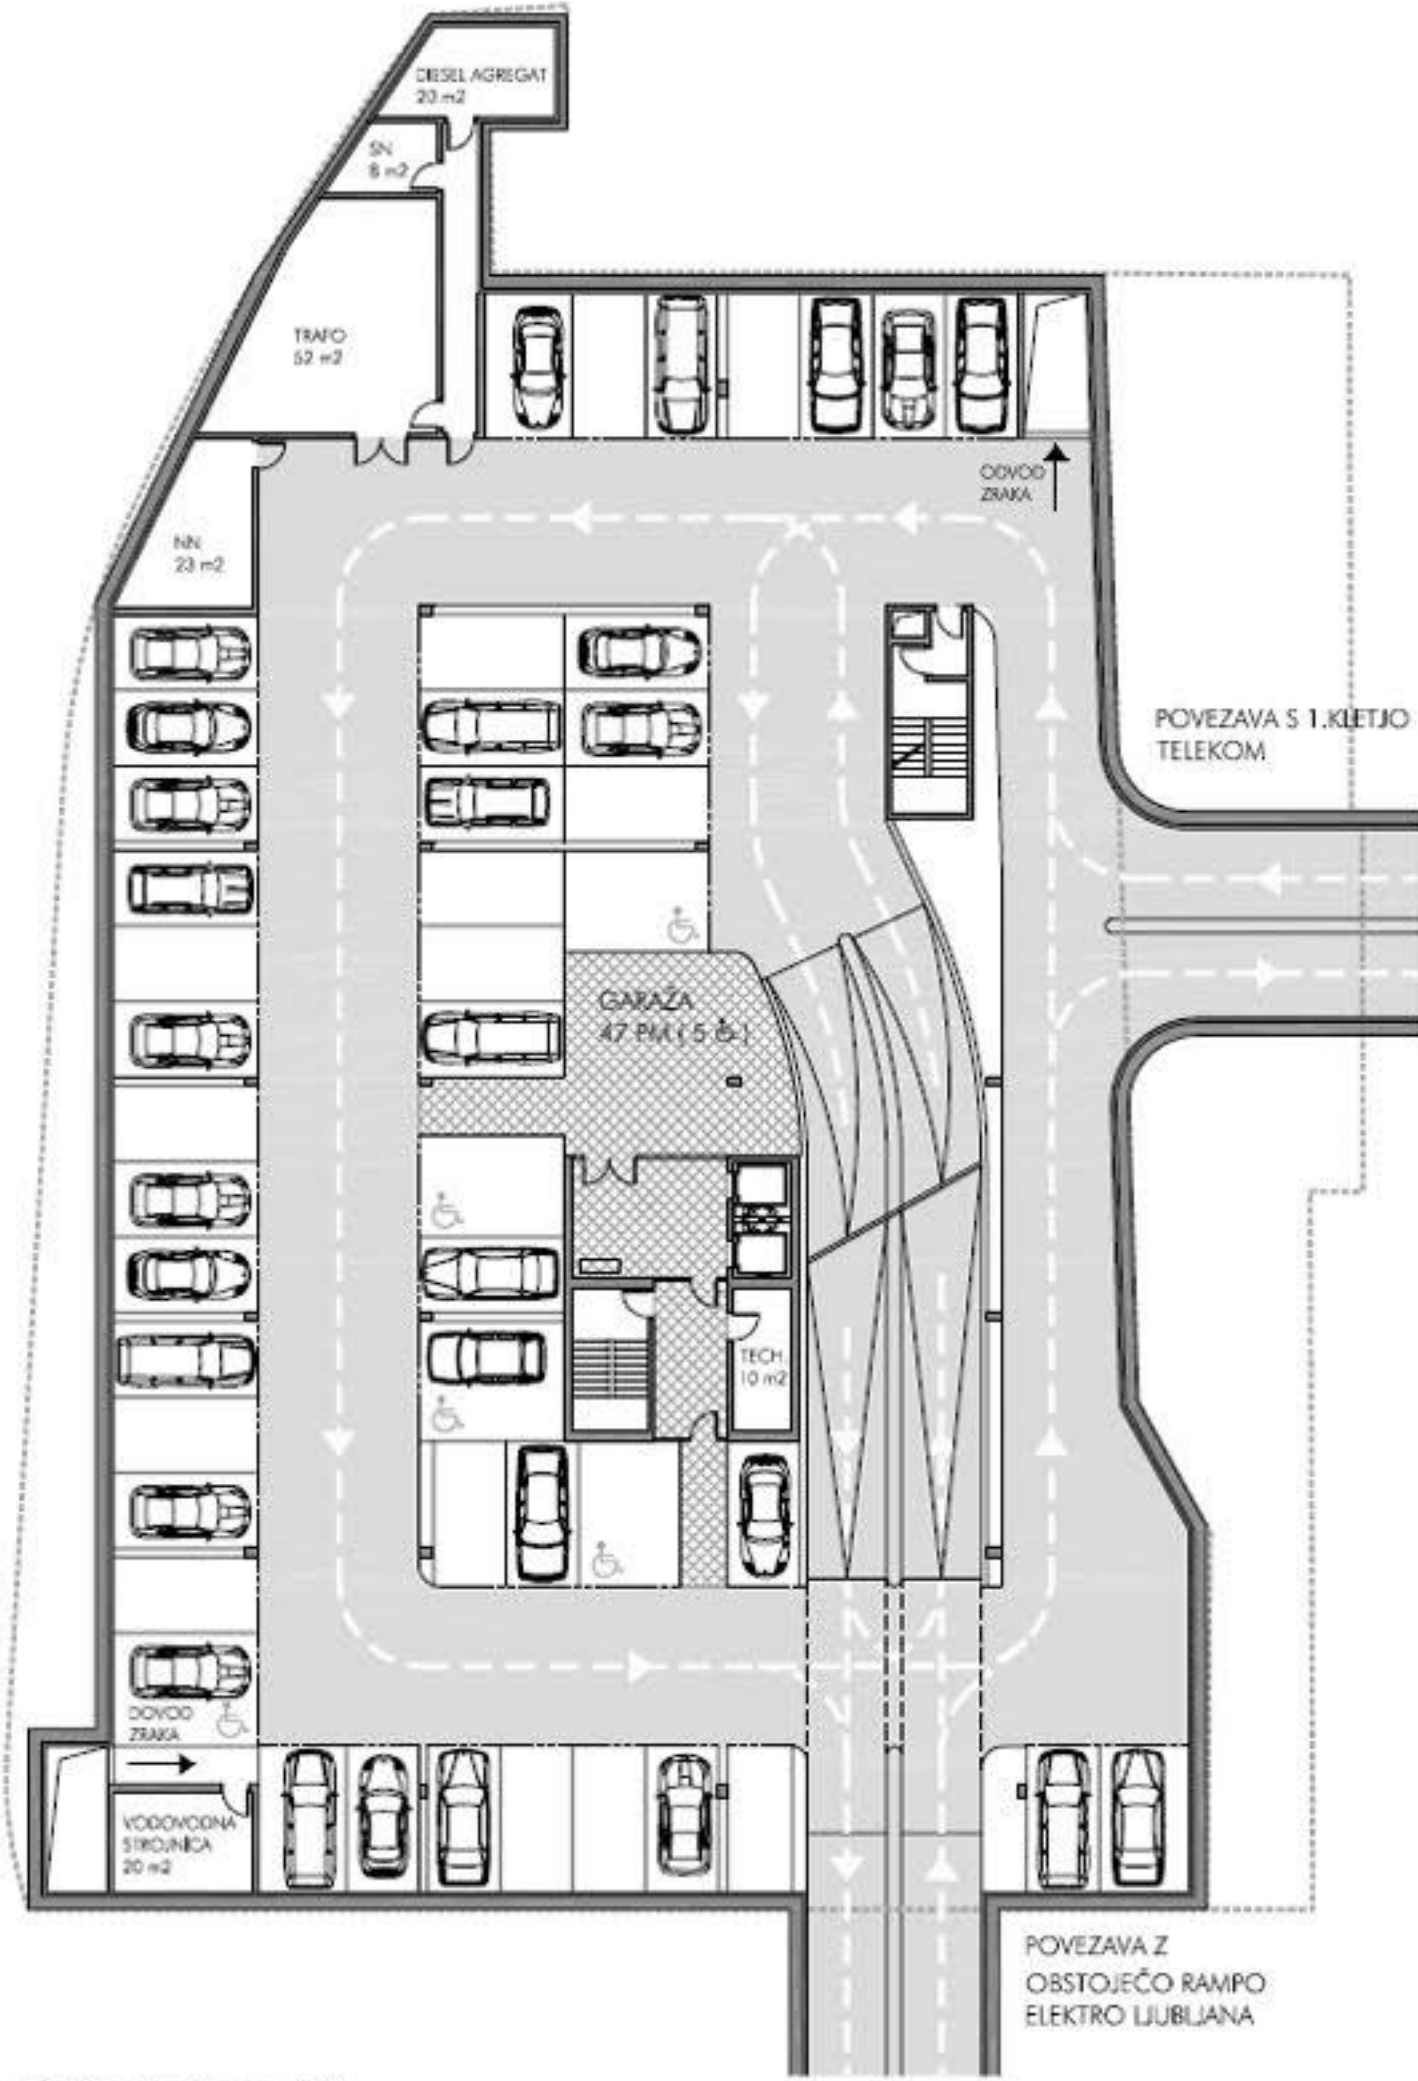 DIESEL AGREGAT
20 m2
SN
8 m2
TRAFO
52 m2
ODVOD
ZRAKA
NN
23 m2
POVEZAVA S 1.KLETJO
TELEKOM
GARAŽA
47 PM ( 5 ♿ )
TECH.
10 m2
DOVOD
ZRAKA
VODOVODNA
STROJNICA
20 m2
POVEZAVA Z
OBSTOJEČO RAMPO
ELEKTRO LJUBLJANA